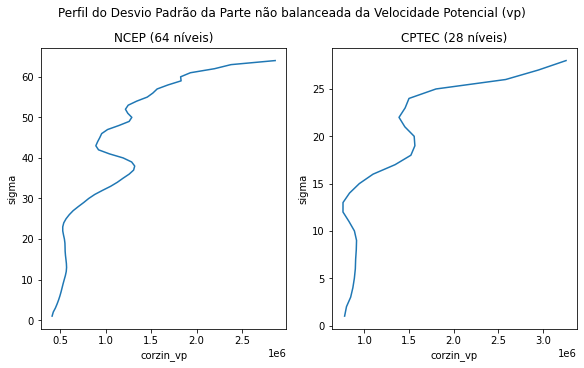 Perfil do Desvio Padrão da Parte não balanceada da Velocidade Potencial (vp)
NCEP (64 níveis)
60
50
40
30
20
10
0
sigma
0.5 1.0 1.5 2.0 2.5
1e6
corzin_vp
CPTEC (28 níveis)
25
20
15
10
5
0
sigma
1.0 1.5 2.0 2.5 3.0
1e6
corzin_vp